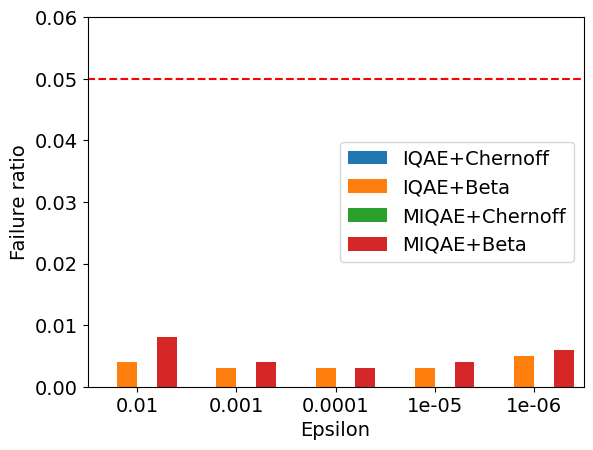 0.06
0.05
0.04
0.03
0.02
0.01
0.00
Failure ratio
IQAE+Chernoff
IQAE+Beta
MIQAE+Chernoff
MIQAE+Beta
0.01 0.001 0.0001 1e-05 1e-06
Epsilon